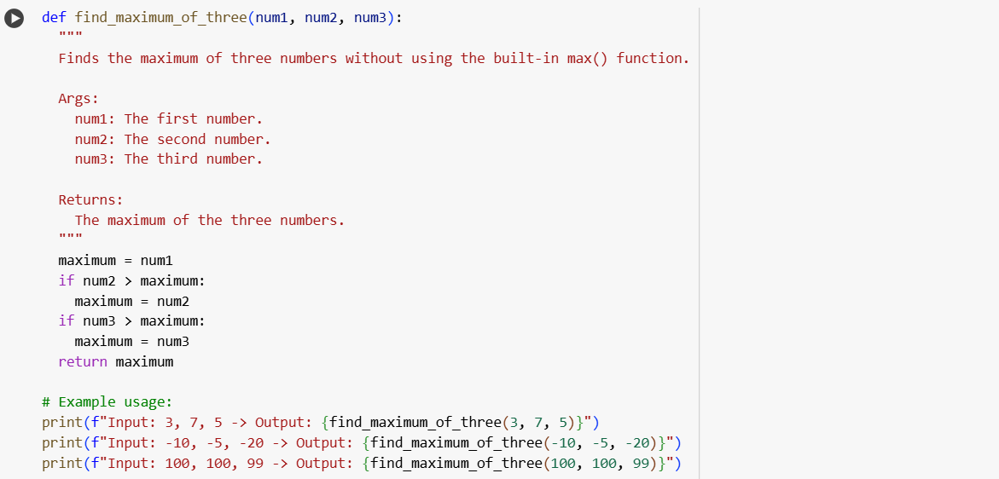 def find_maximum_of_three(num1, num2, num3):
  """
  Finds the maximum of three numbers without using the built-in max() function.

  Args:
    num1: The first number.
    num2: The second number.
    num3: The third number.

  Returns:
    The maximum of the three numbers.
  """
  maximum = num1
  if num2 > maximum:
    maximum = num2
  if num3 > maximum:
    maximum = num3
  return maximum

# Example usage:
print(f"Input: 3, 7, 5 -> Output: {find_maximum_of_three(3, 7, 5)}")
print(f"Input: -10, -5, -20 -> Output: {find_maximum_of_three(-10, -5, -20)}")
print(f"Input: 100, 100, 99 -> Output: {find_maximum_of_three(100, 100, 99)}")